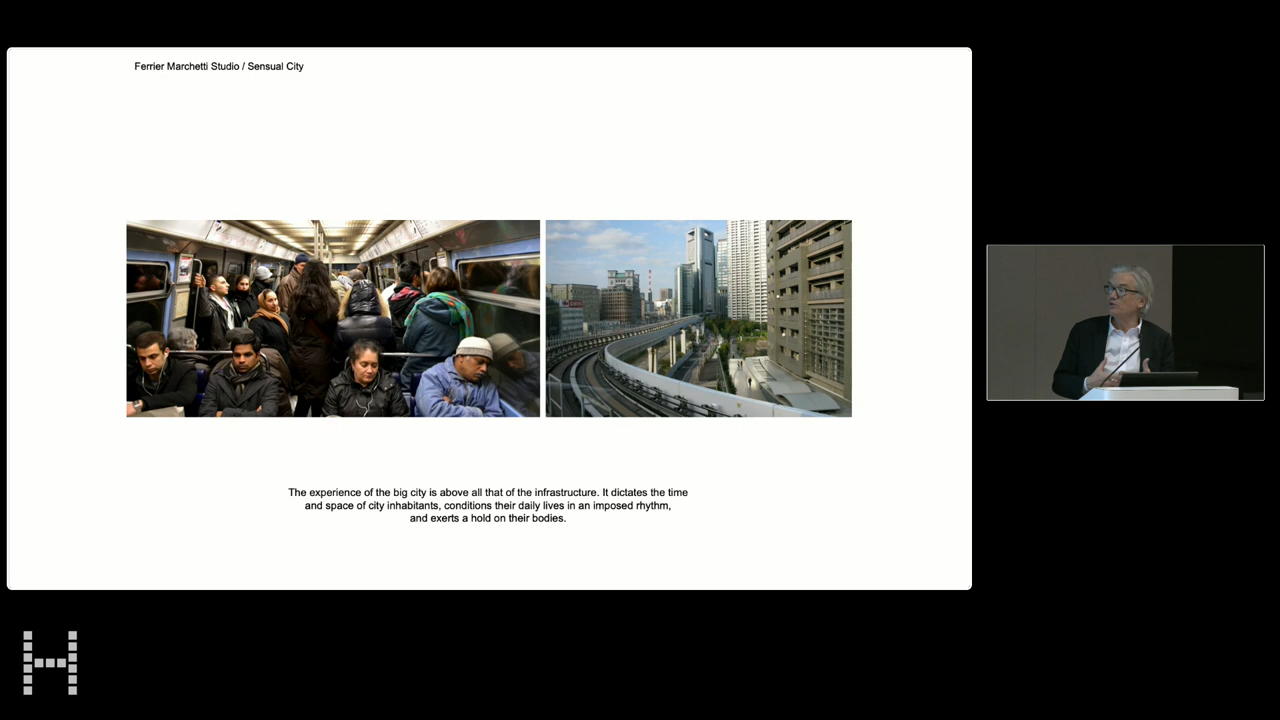 Ferrier Marchetti Studio / Sensual City
The experience of the big city is above all that of the infrastructure. It dictates the time
and space of city inhabitants, conditions their daily lives in an imposed rhythm,
and exerts a hold on their bodies.
H